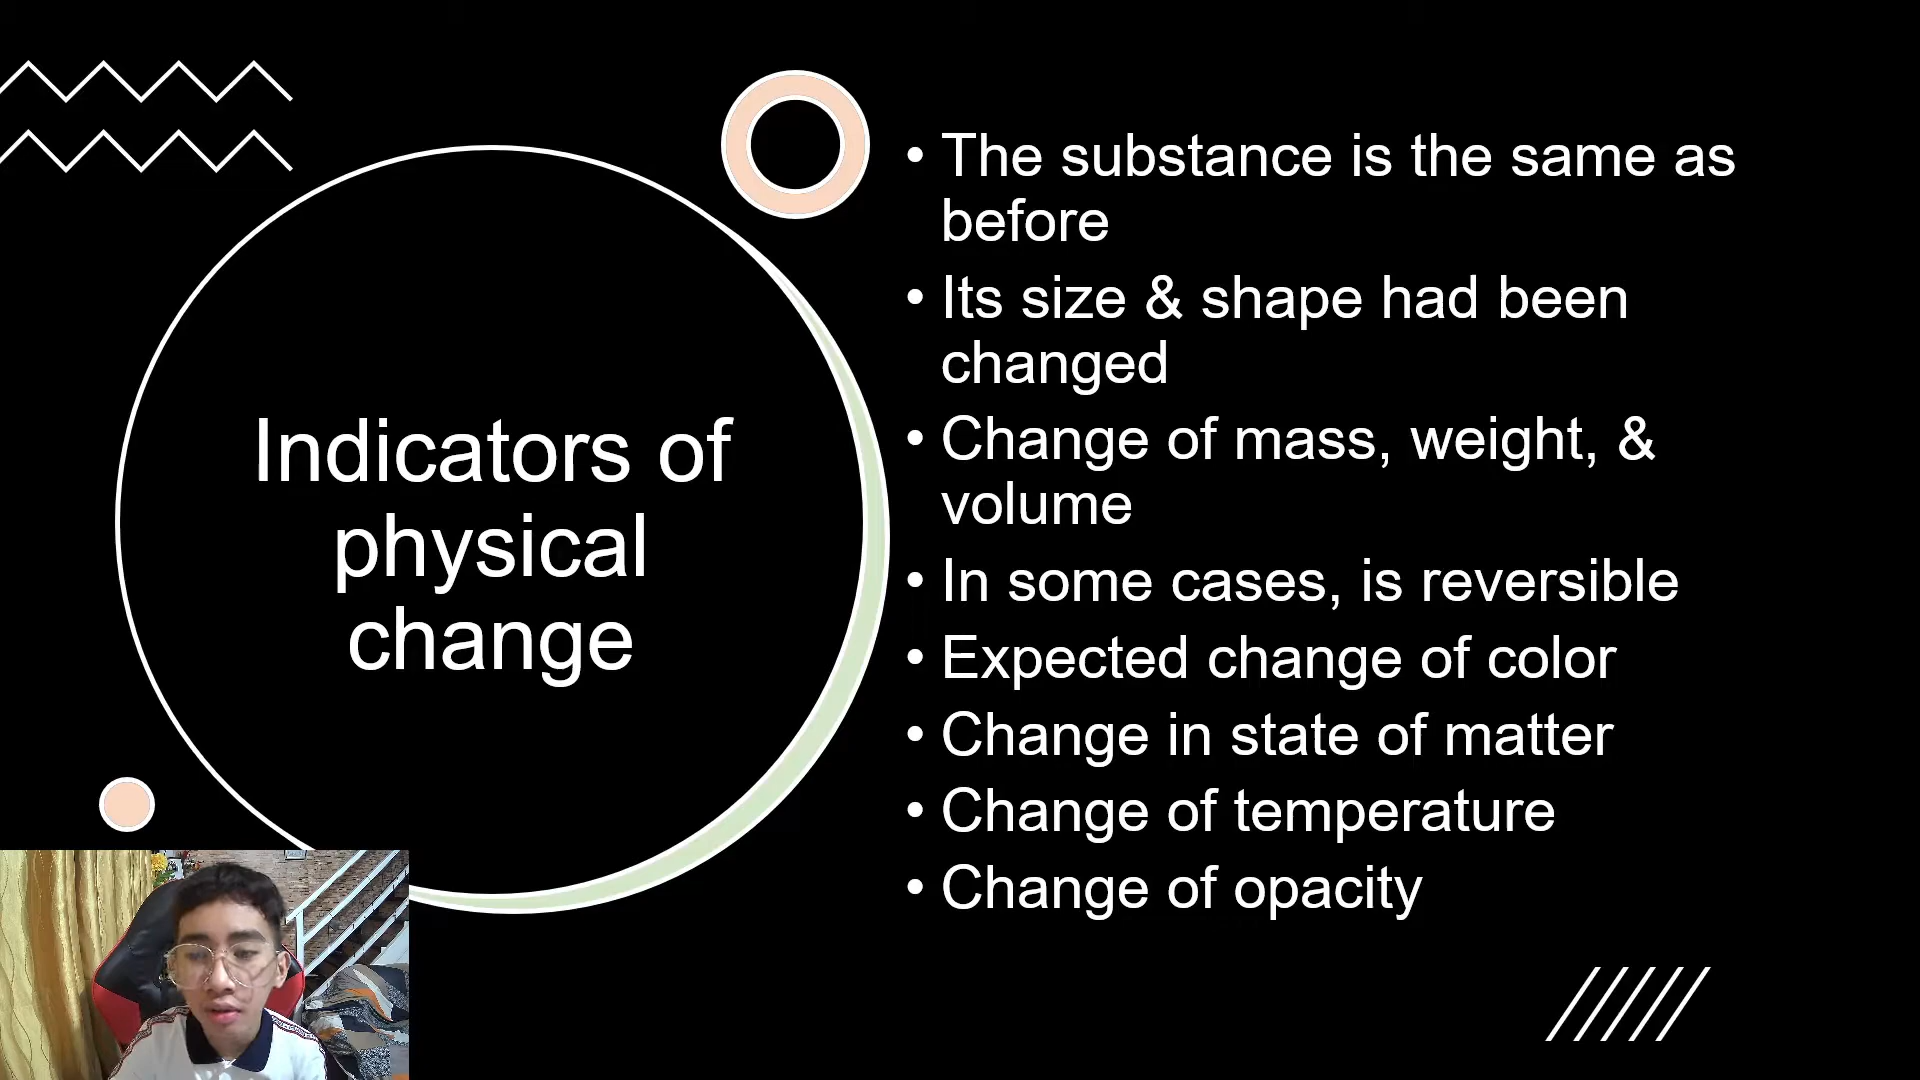 Indicators of
physical
change
• The substance is the same as
before
• Its size & shape had been
changed
• Change of mass, weight, &
volume
• In some cases, is reversible
• Expected change of color
• Change in state of matter
• Change of temperature
• Change of opacity